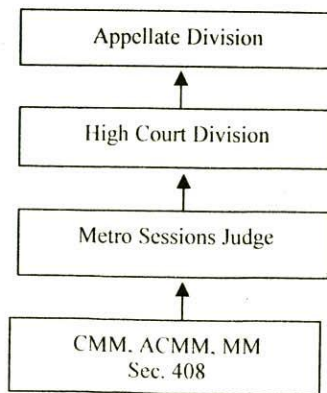 Appellate Division
High Court Division
Metro Sessions Judge
CMM, ACMM, MM
Sec. 408